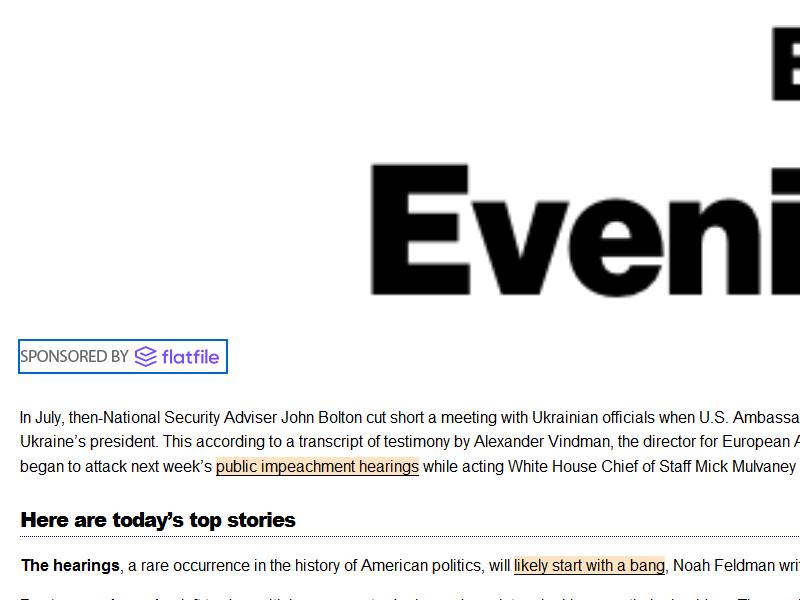 Eveni
SPONSORED BY flatfile
In July, then-National Security Adviser John Bolton cut short a meeting with Ukrainian officials when U.S.
Ukraine’s president. This according to a transcript of testimony by Alexander Vindman, the director for European
began to attack next week’s public impeachment hearings while acting White House Chief of Staff Mick Mulvaney
Here are today’s top stories
The hearings, a rare occurrence in the history of American politics, will likely start with a bang, Noah Feldman